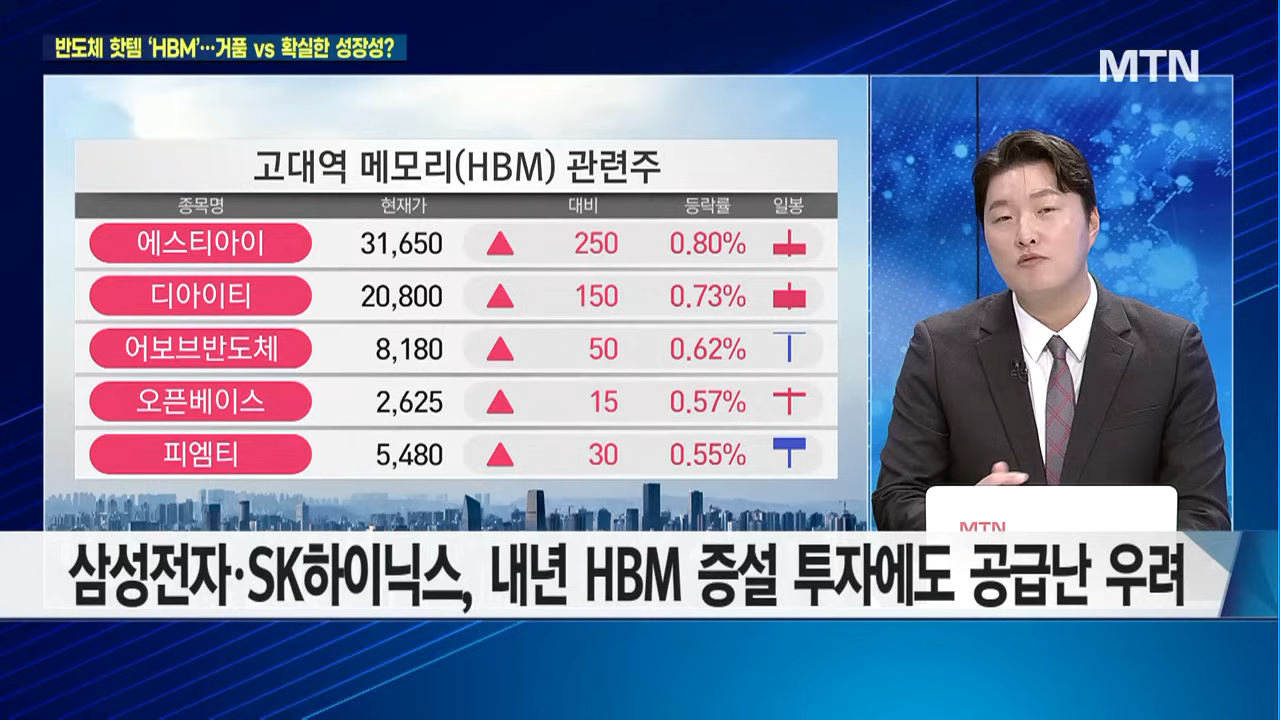 반도체 핫템 ‘HBM’…거품 vs 확실한 성장성?
MTN
고대역 메모리(HBM) 관련주
종목명 현재가 대비 등락률 일봉
에스티아이 31,650 ▲ 250 0.80%
디아이티 20,800 ▲ 150 0.73%
어보브반도체 8,180 ▲ 50 0.62%
오픈베이스 2,625 ▲ 15 0.57%
피엠티 5,480 ▲ 30 0.55%
MTN
삼성전자·SK하이닉스, 내년 HBM 증설 투자에도 공급난 우려